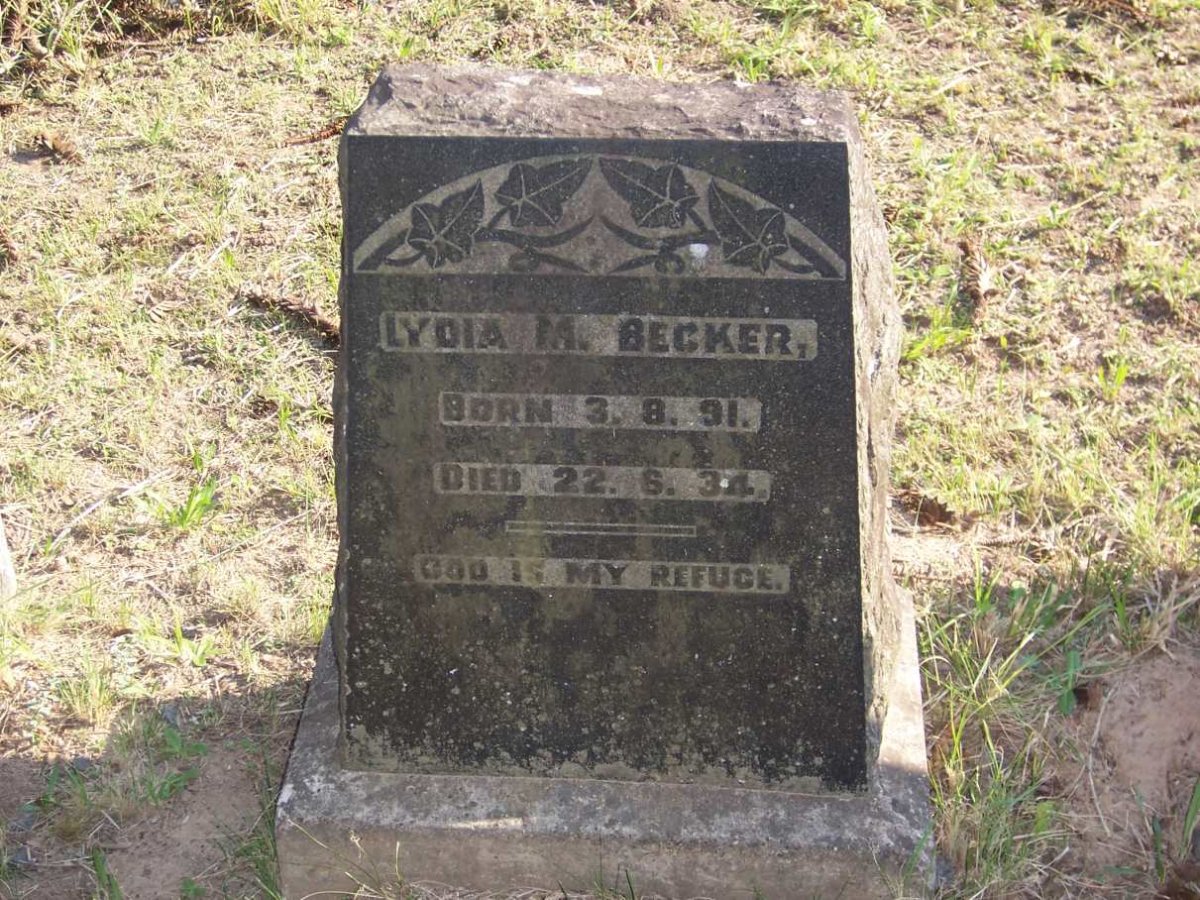 LYDIA M. BECKER,
BORN 3. 8. 91.
DIED 22. 6. 34.
GOD IS MY REFUGE.